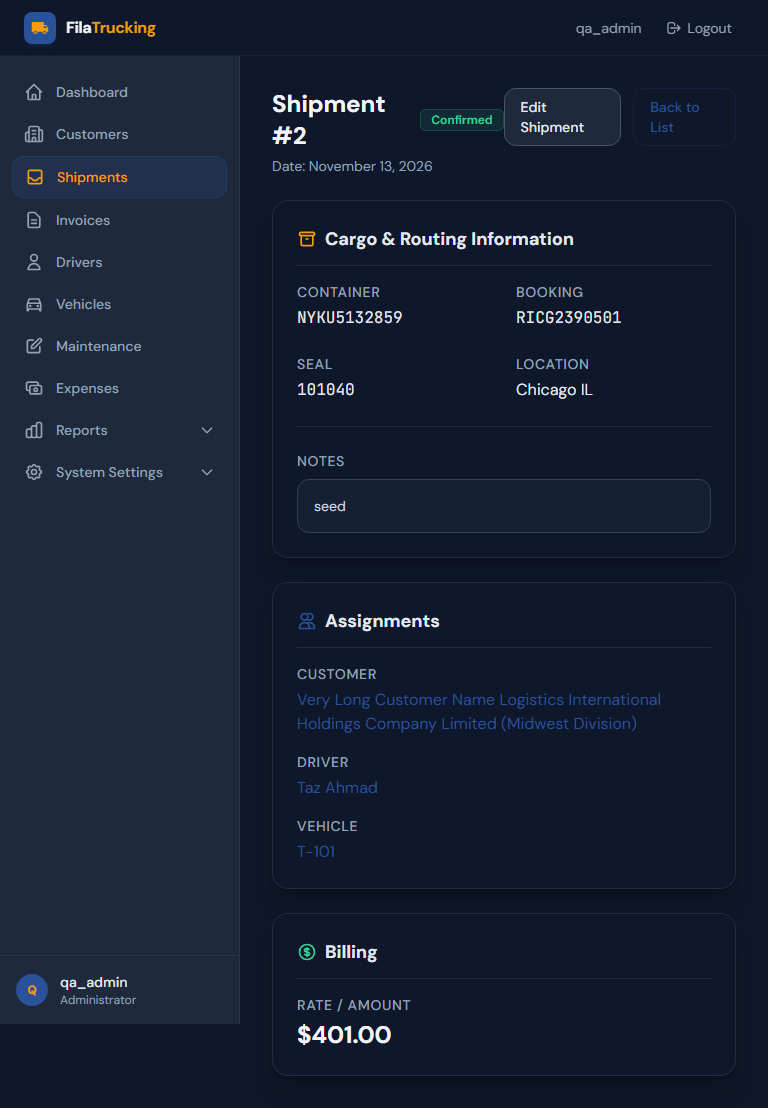 FilaTrucking
qa_admin
Logout
Dashboard
Customers
Shipments
Invoices
Drivers
Vehicles
Maintenance
Expenses
Reports
System Settings
qa_admin
Administrator
Q
Shipment
#2
Confirmed
Edit
Shipment
Back to
List
Date: November 13, 2026
Cargo & Routing Information
CONTAINER
NYKU5132859
BOOKING
RICG2390501
SEAL
101040
LOCATION
Chicago IL
NOTES
seed
Assignments
CUSTOMER
Very Long Customer Name Logistics International
Holdings Company Limited (Midwest Division)
DRIVER
Taz Ahmad
VEHICLE
T-101
Billing
RATE / AMOUNT
$401.00